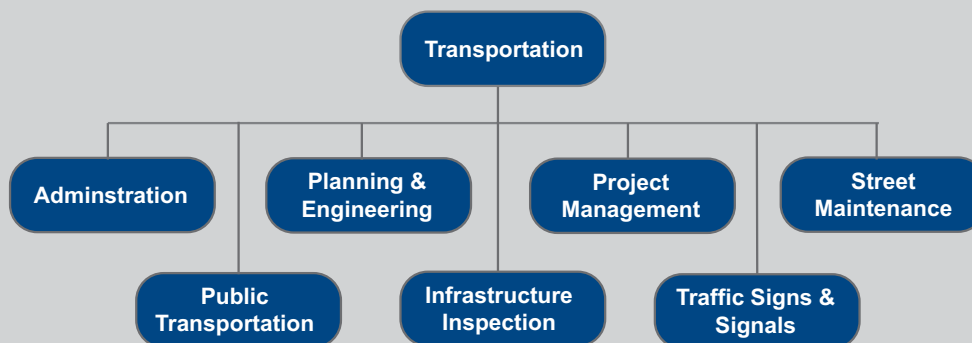 Transportation
Adminstration
Planning &
Engineering
Project
Management
Street
Maintenance
Public
Transportation
Infrastructure
Inspection
Traffic Signs &
Signals